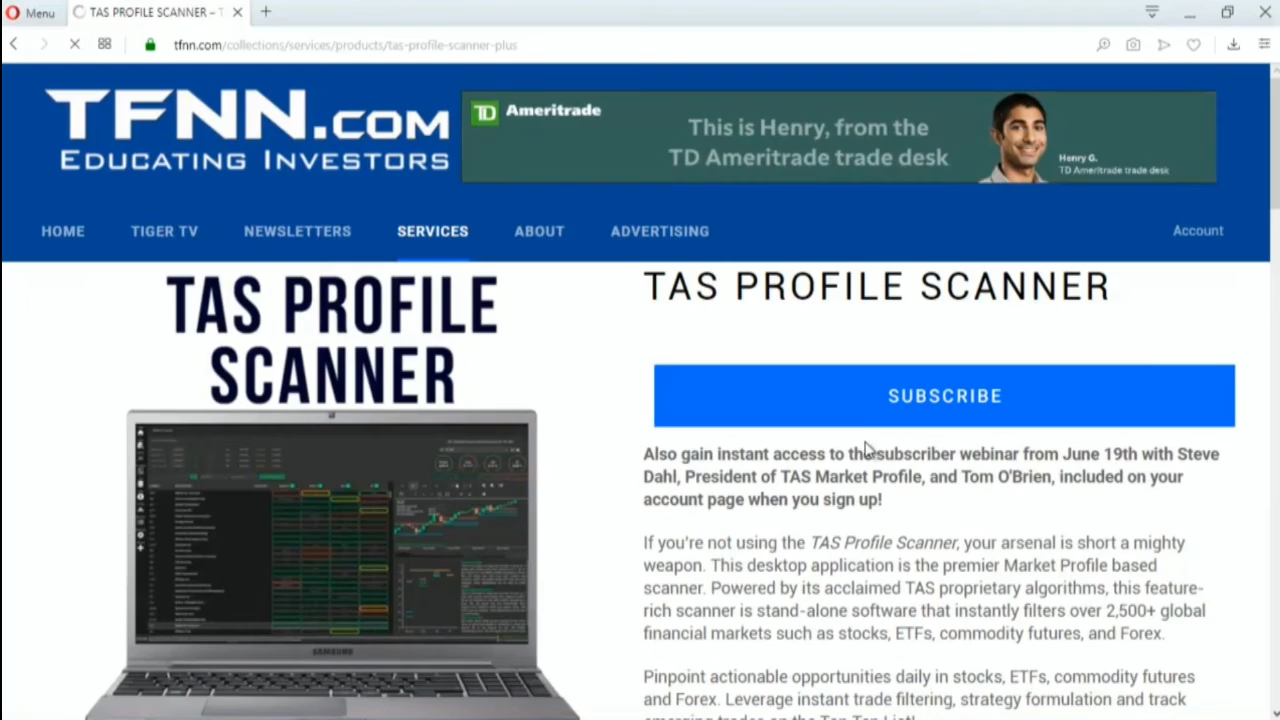 Menu
TAS PROFILE SCANNER –
tfnn.com/collections/services/products/tas-profile-scanner-plus
TFNN.COM
EDUCATING INVESTORS
TD Ameritrade
This is Henry, from the
TD Ameritrade trade desk
Henry G.
TD Ameritrade trade desk
HOME
TIGER TV
NEWSLETTERS
SERVICES
ABOUT
ADVERTISING
Account
TAS PROFILE
SCANNER
SAMSUNG
TAS PROFILE SCANNER
SUBSCRIBE
Also gain instant access to the subscriber webinar from June 19th with Steve
Dahl, President of TAS Market Profile, and Tom O'Brien, included on your
account page when you sign up!
If you're not using the TAS Profile Scanner, your arsenal is short a mighty
weapon. This desktop application is the premier Market Profile based
scanner. Powered by its acclaimed TAS proprietary algorithms, this feature-
rich scanner is stand-alone software that instantly filters over 2,500+ global
financial markets such as stocks, ETFs, commodity futures, and Forex.
Pinpoint actionable opportunities daily in stocks, ETFs, commodity futures
and Forex. Leverage instant trade filtering, strategy formulation and track
emerging trades on the Top Ten List!